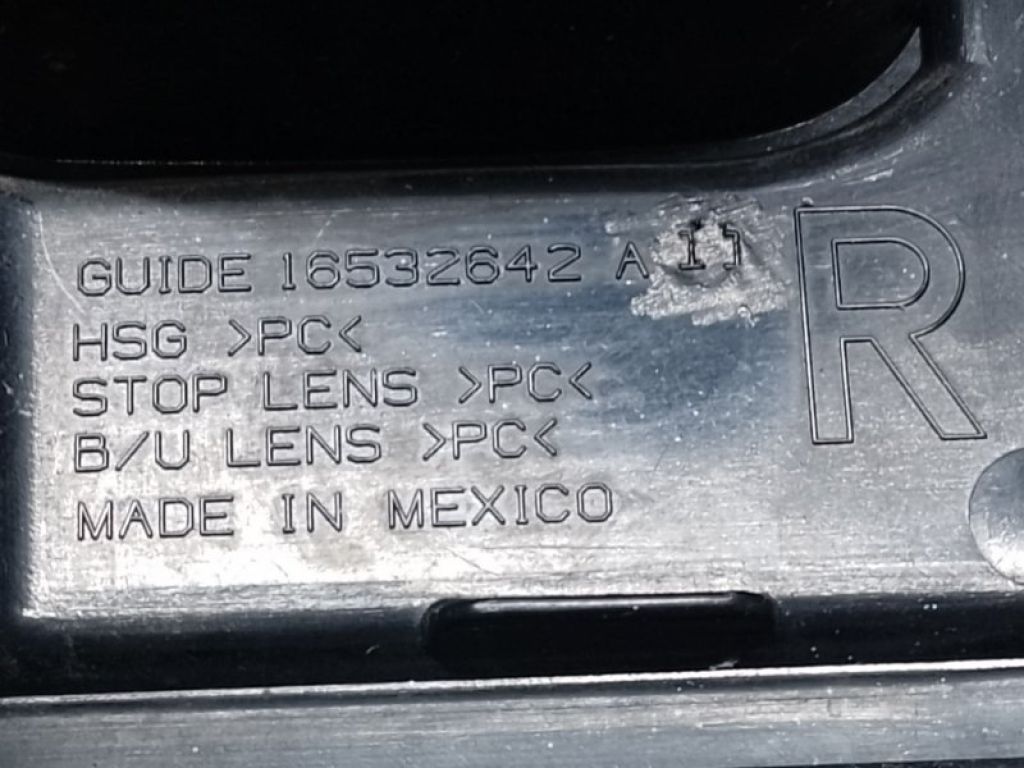 GUIDE 16532642 A
HSG >PC<
STOP LENS >PC<
B/U LENS >PC<
MADE IN MEXICO
R